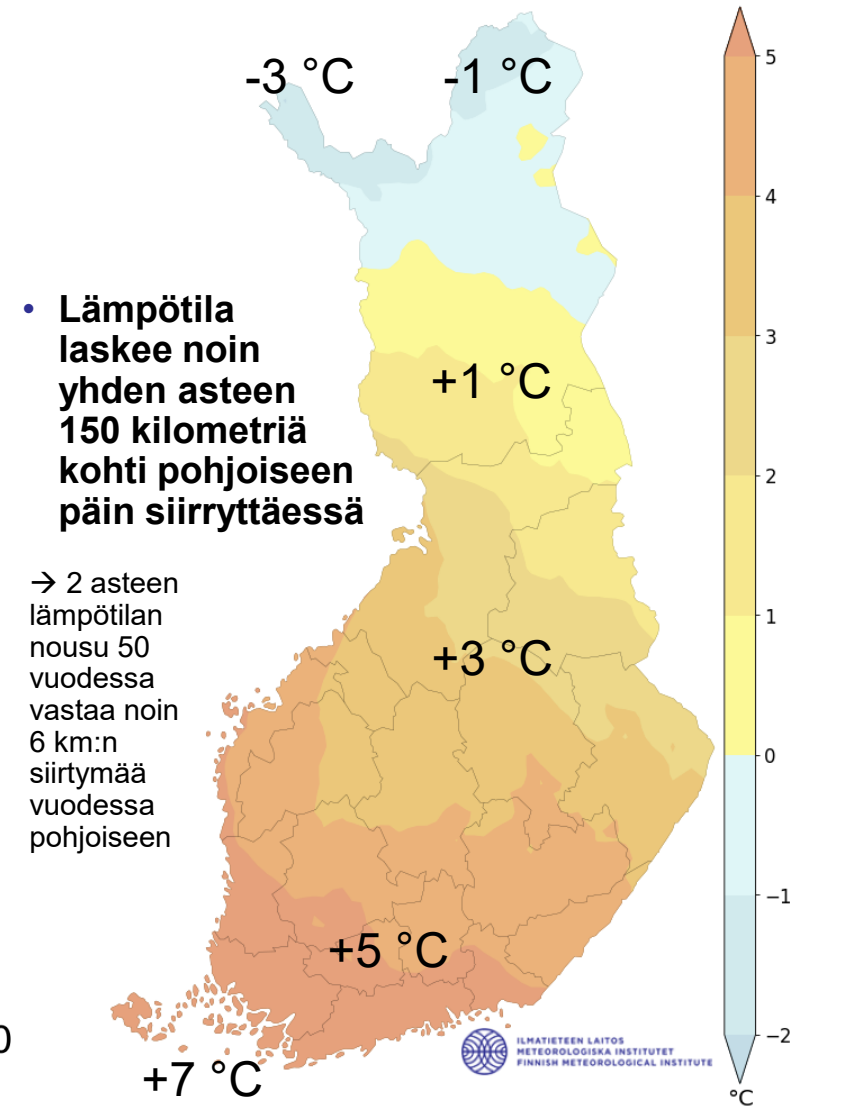 -3 °C
-1 °C
• Lämpötila
laskee noin
yhden asteen
150 kilometriä
kohti pohjoiseen
päin siirryttäessä
→ 2 asteen
lämpötilan
nousu 50
vuodessa
vastaa noin
6 km:n
siirtymää
vuodessa
pohjoiseen
+1 °C
+3 °C
+5 °C
+7 °C
0
ILMATIETEEN LAITOS
METEOROLOGISKA INSTITUTET
FINNISH METEOROLOGICAL INSTITUTE
5
4
3
2
1
0
−1
−2
°C